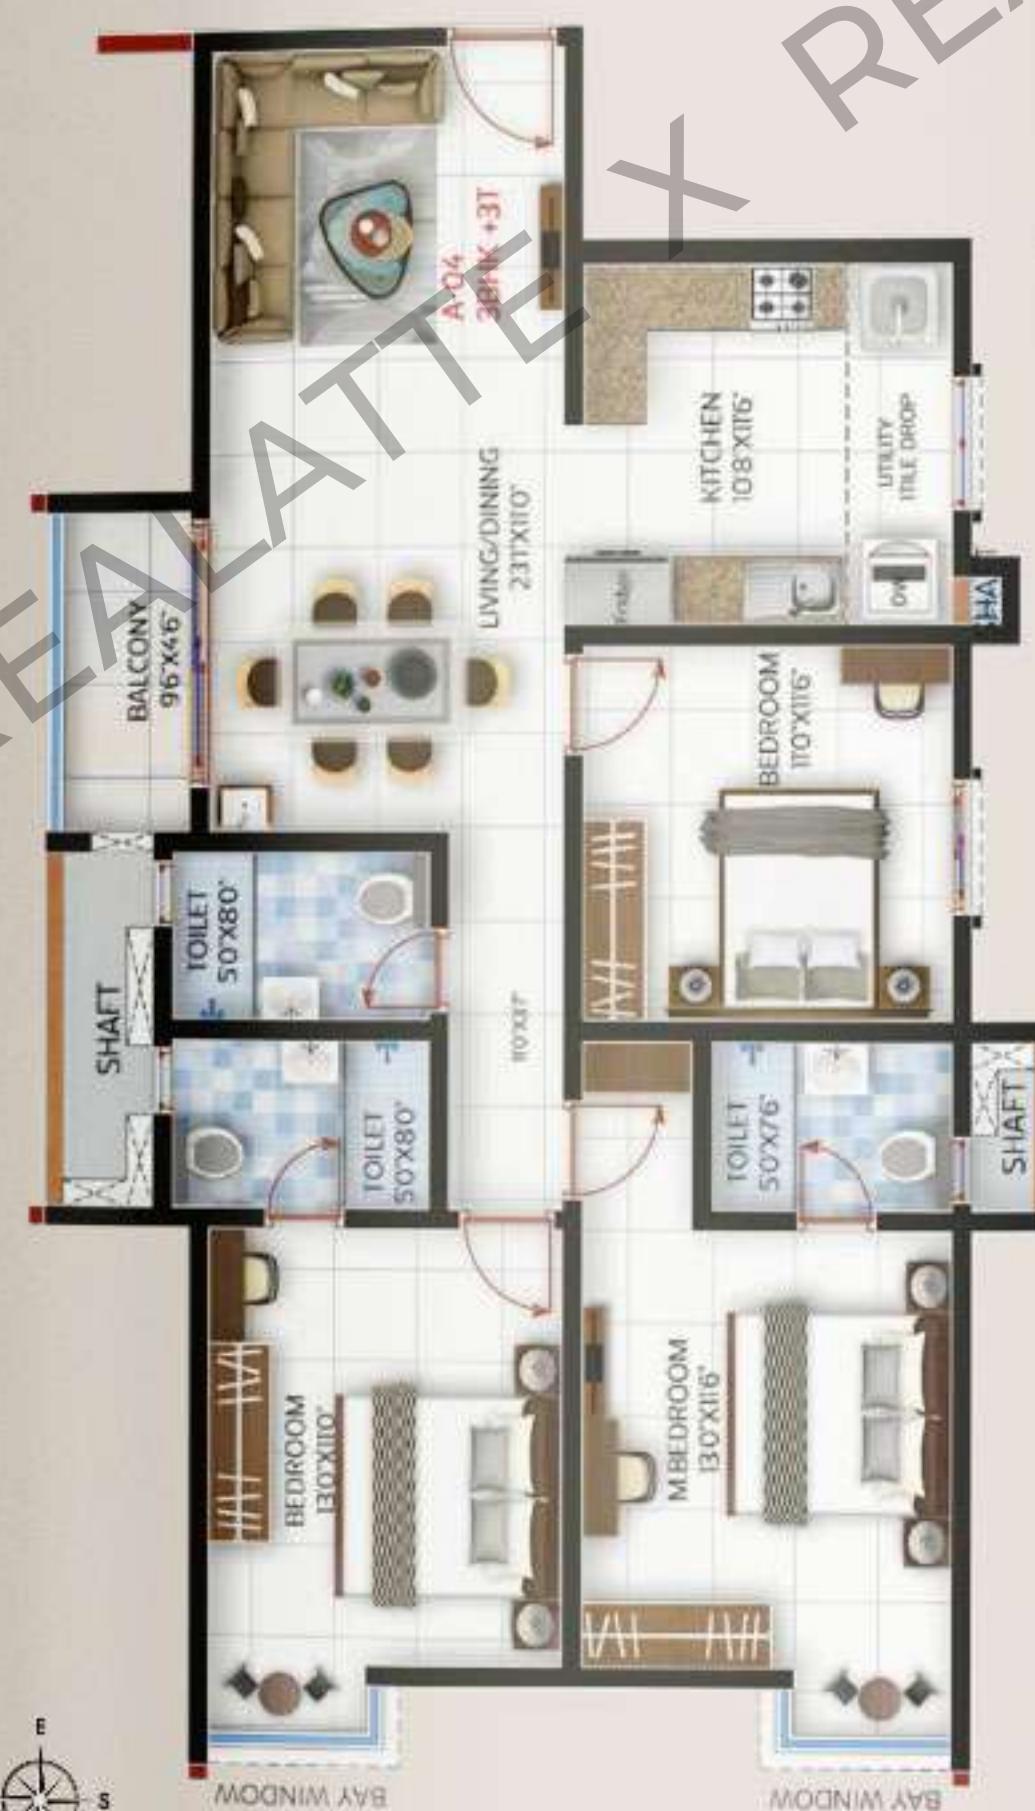 REALATTE X REA
A-04
3BHK +3T
LIVING/DINING
23'1"X11'0"
KITCHEN
10'8"X11'6"
UTILITY
TILE DROP
DW
BALCONY
9'6"X4'6"
BEDROOM
11'0"X11'6"
TOILET
5'0"X8'0"
SHAFT
11'0"X3'7"
TOILET
5'0"X8'0"
TOILET
5'0"X7'6"
SHAFT
BEDROOM
13'0"X11'0"
M.BEDROOM
13'0"X11'6"
BAY WINDOW
BAY WINDOW
E
S